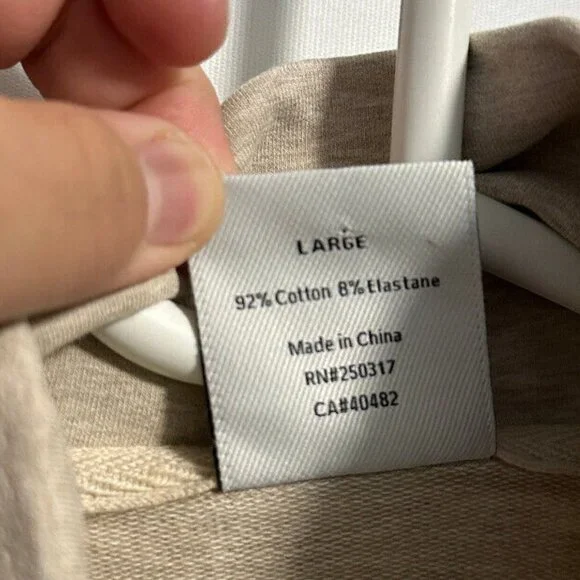 LARGE
92% Cotton 8% Elastane
Made in China
RN#250317
CA#40482